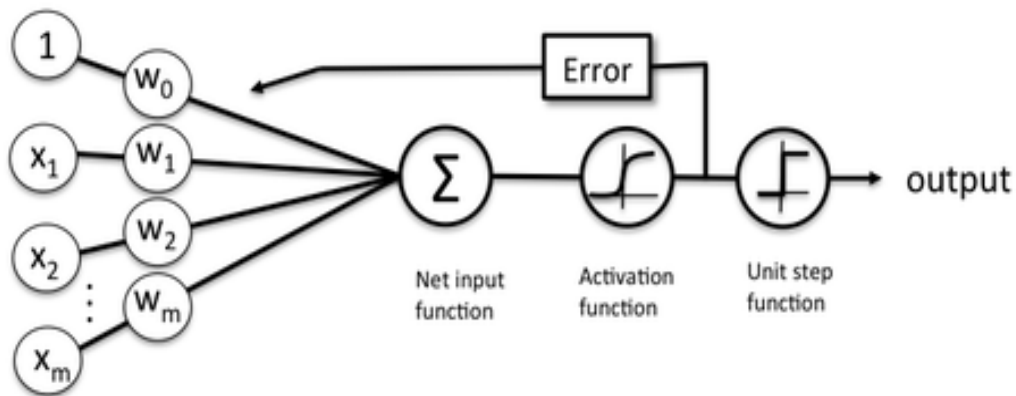 1
w₀
Error
x₁
w₁
Σ
output
x₂
w₂
⋮
wₘ
xₘ
Net input
function
Activation
function
Unit step
function